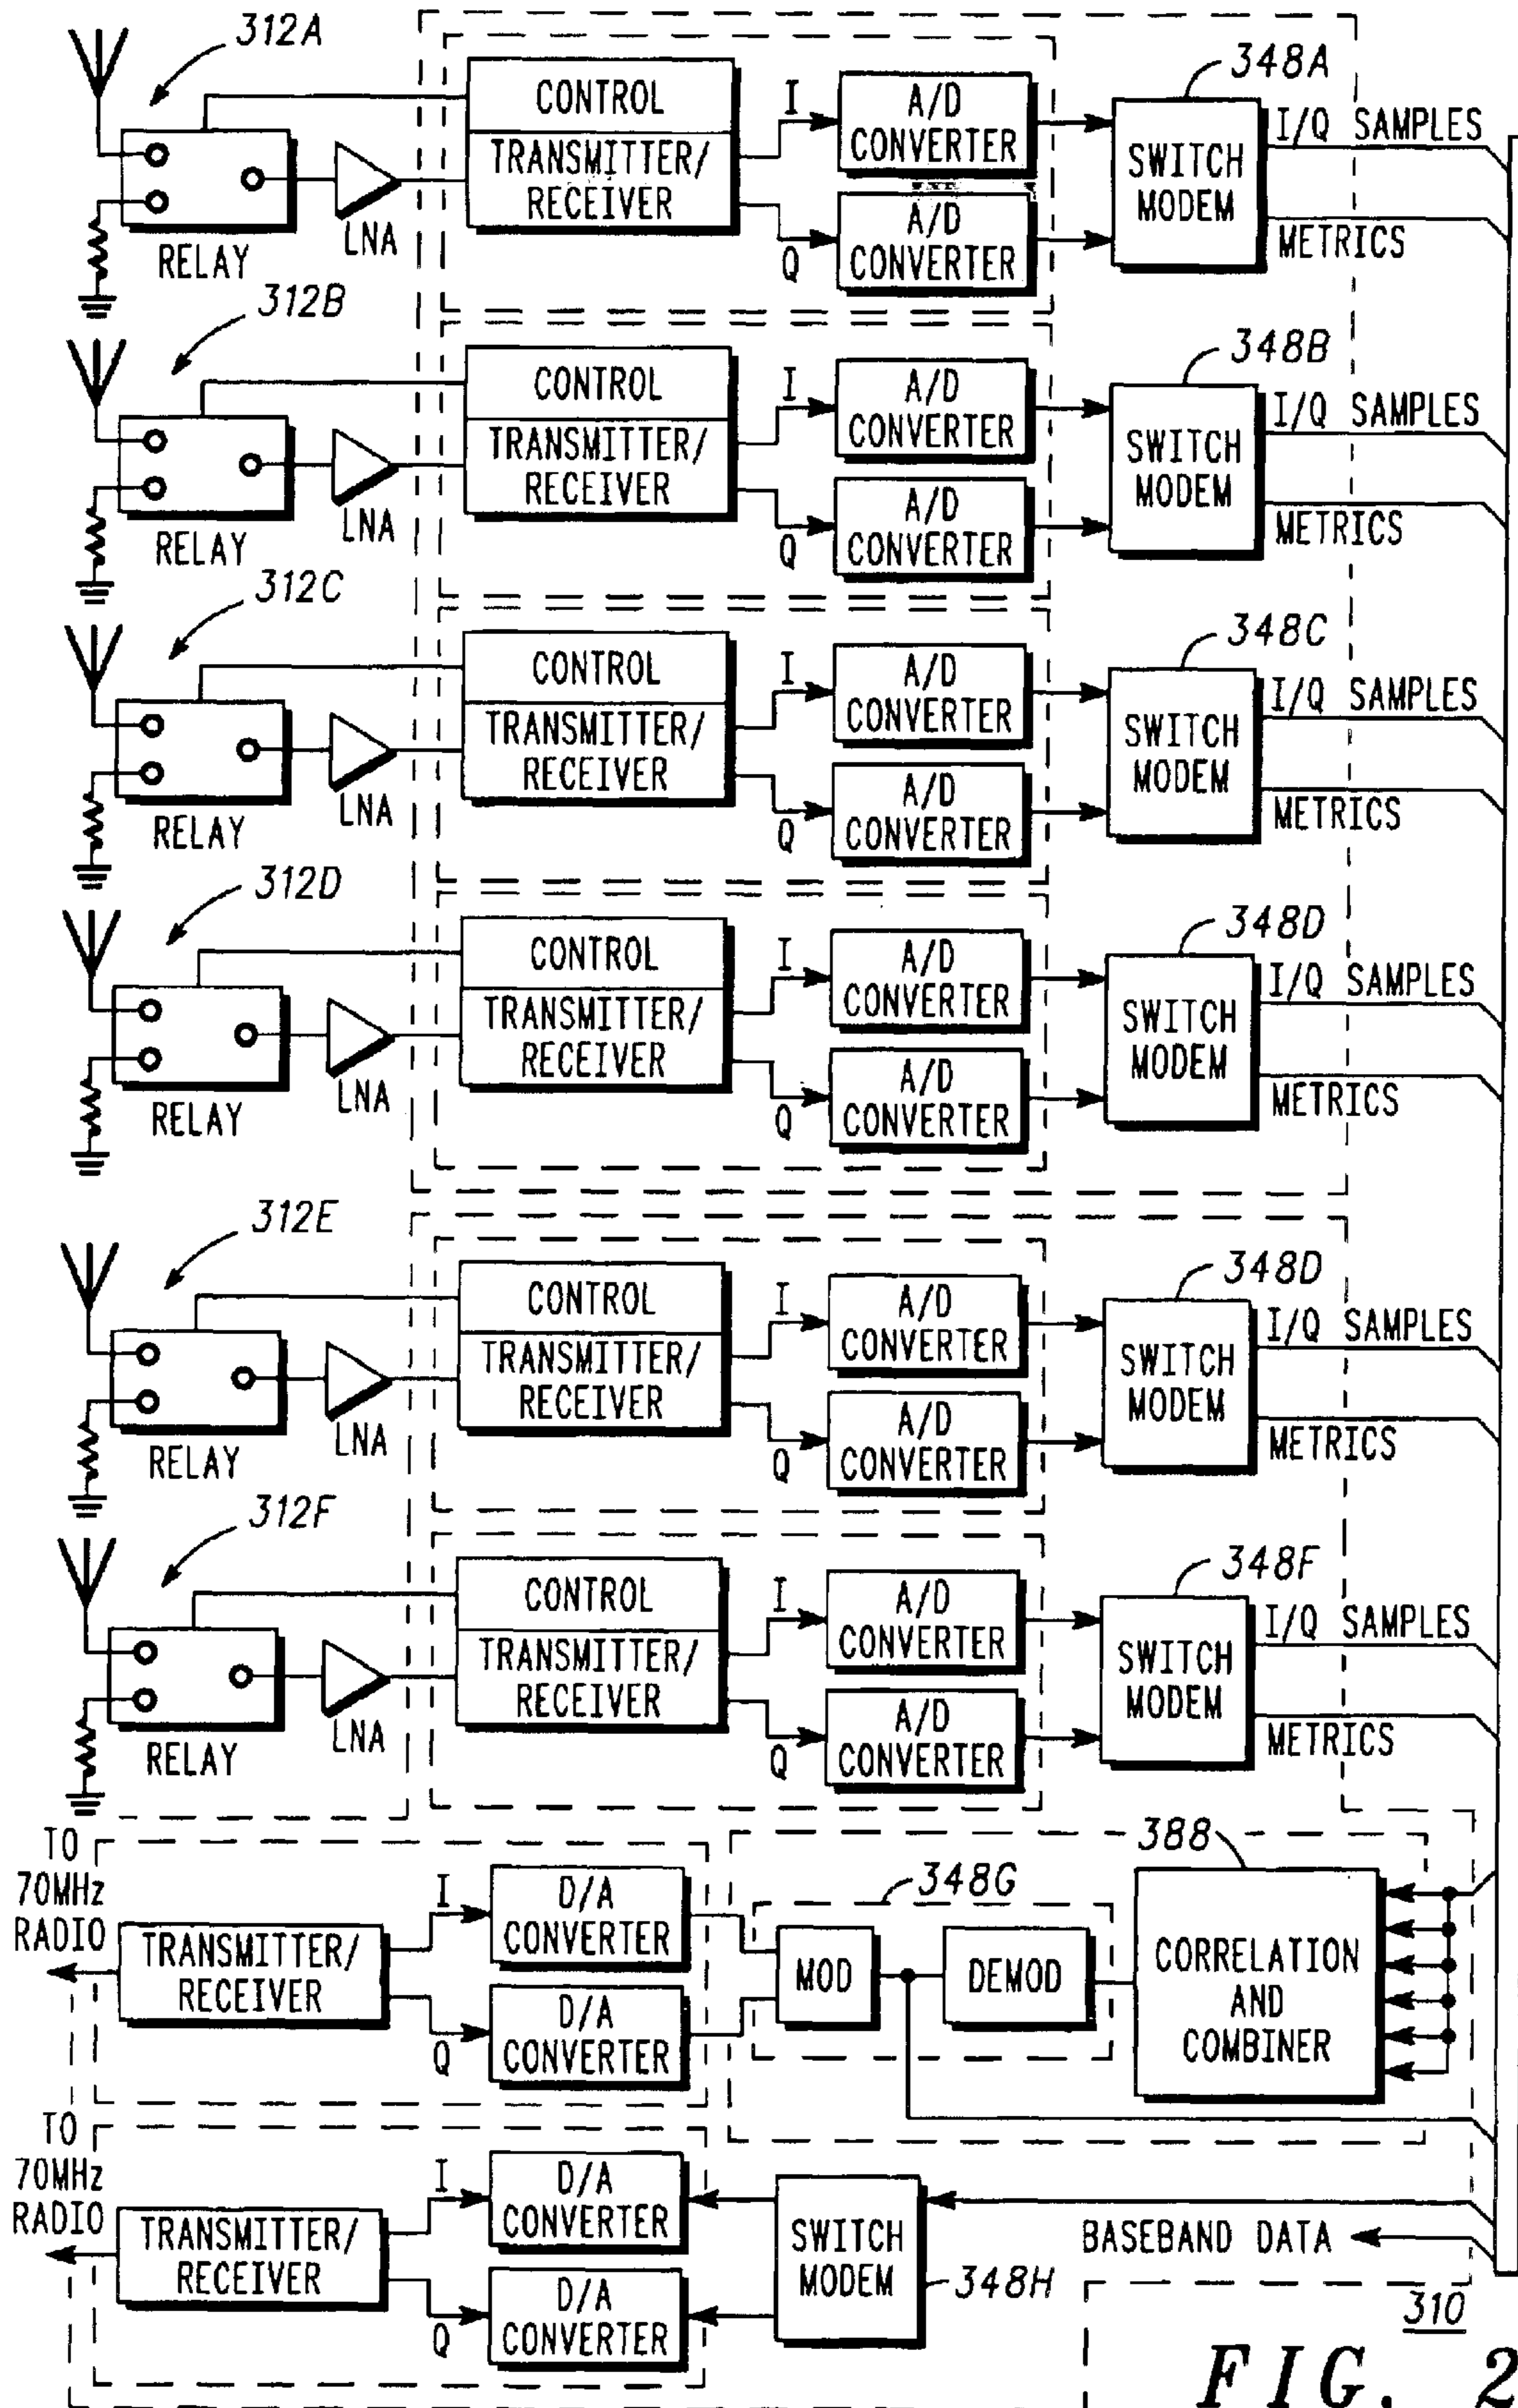 312A
CONTROL
TRANSMITTER/
RECEIVER
RELAY
LNA
I
Q
A/D
CONVERTER
A/D
CONVERTER
348A
SWITCH
MODEM
I/Q SAMPLES
METRICS
312B
CONTROL
TRANSMITTER/
RECEIVER
RELAY
LNA
I
Q
A/D
CONVERTER
A/D
CONVERTER
348B
SWITCH
MODEM
I/Q SAMPLES
METRICS
312C
CONTROL
TRANSMITTER/
RECEIVER
RELAY
LNA
I
Q
A/D
CONVERTER
A/D
CONVERTER
348C
SWITCH
MODEM
I/Q SAMPLES
METRICS
312D
CONTROL
TRANSMITTER/
RECEIVER
RELAY
LNA
I
Q
A/D
CONVERTER
A/D
CONVERTER
348D
SWITCH
MODEM
I/Q SAMPLES
METRICS
312E
CONTROL
TRANSMITTER/
RECEIVER
RELAY
LNA
I
Q
A/D
CONVERTER
A/D
CONVERTER
348D
SWITCH
MODEM
I/Q SAMPLES
METRICS
312F
CONTROL
TRANSMITTER/
RECEIVER
RELAY
LNA
I
Q
A/D
CONVERTER
A/D
CONVERTER
348F
SWITCH
MODEM
I/Q SAMPLES
METRICS
TO
70MHz
RADIO
TRANSMITTER/
RECEIVER
I
Q
D/A
CONVERTER
D/A
CONVERTER
348G
MOD
DEMOD
388
CORRELATION
AND
COMBINER
TO
70MHz
RADIO
TRANSMITTER/
RECEIVER
I
Q
D/A
CONVERTER
D/A
CONVERTER
SWITCH
MODEM
348H
BASEBAND DATA
310
FIG. 2